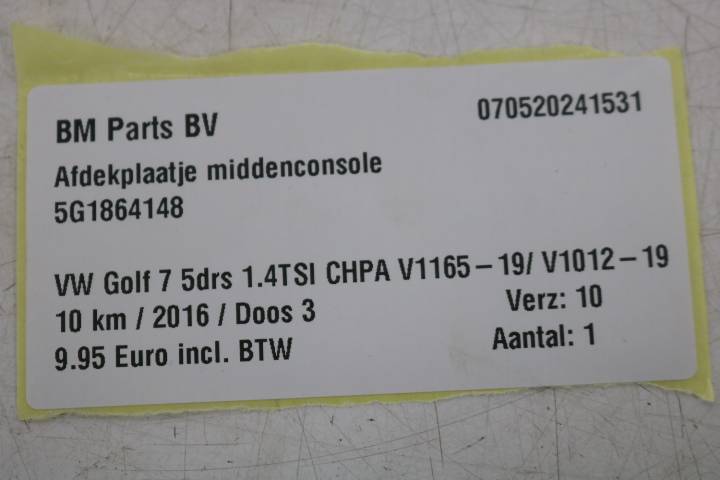 BM Parts BV 070520241531
Afdekplaatje middenconsole
5G1864148
VW Golf 7 5drs 1.4TSI CHPA V1165-19/ V1012-19
10 km / 2016 / Doos 3 Verz: 10
9.95 Euro incl. BTW Aantal: 1